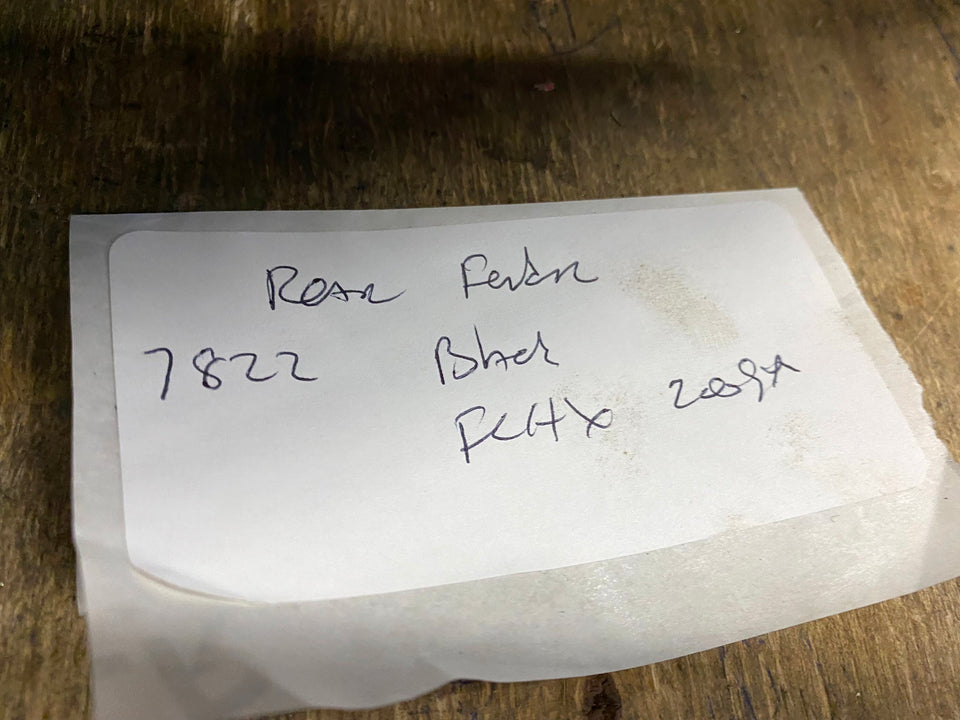 Rear Fender
7822 Black
FLHX 2009^